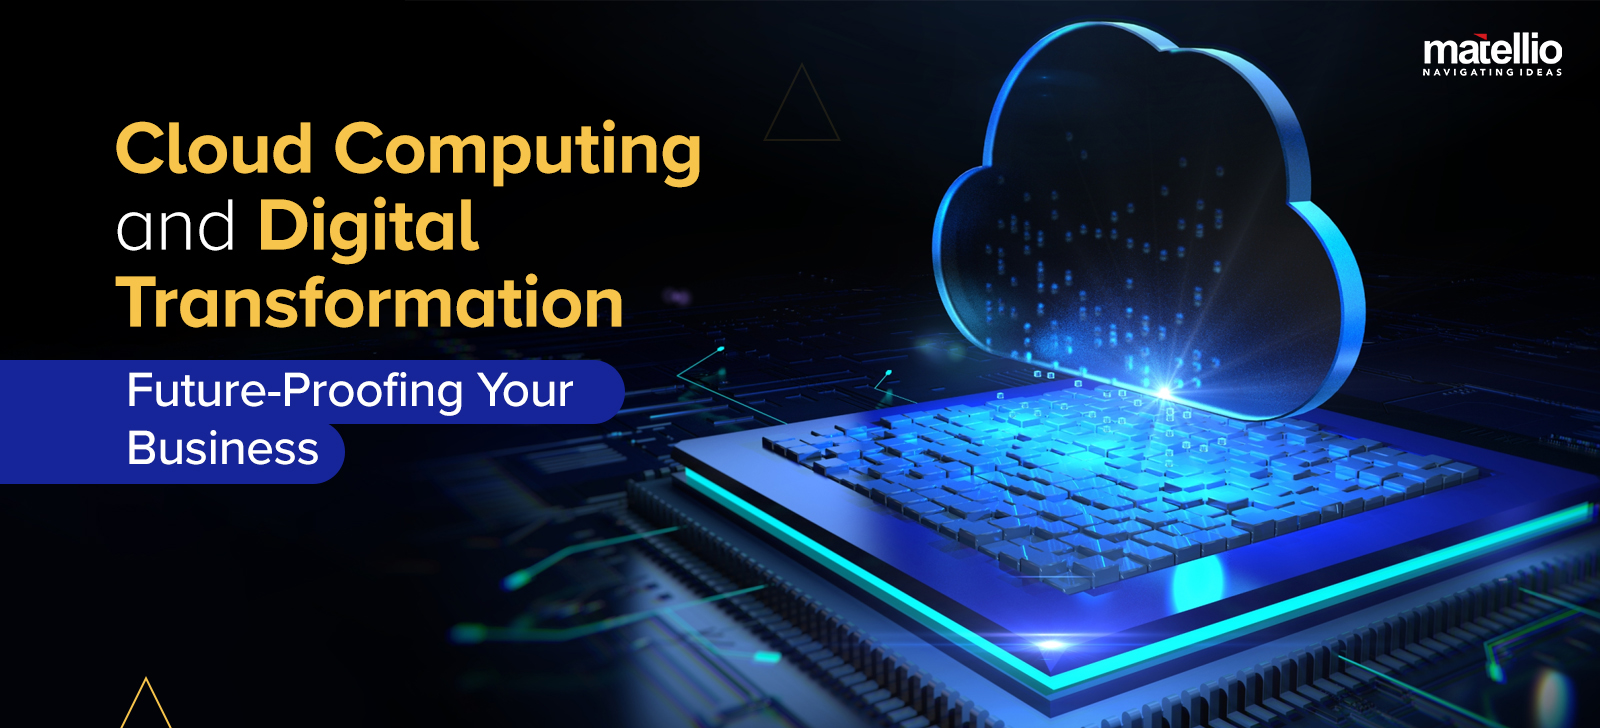 matellio
NAVIGATING IDEAS
Cloud Computing
and Digital
Transformation
Future-Proofing Your
Business